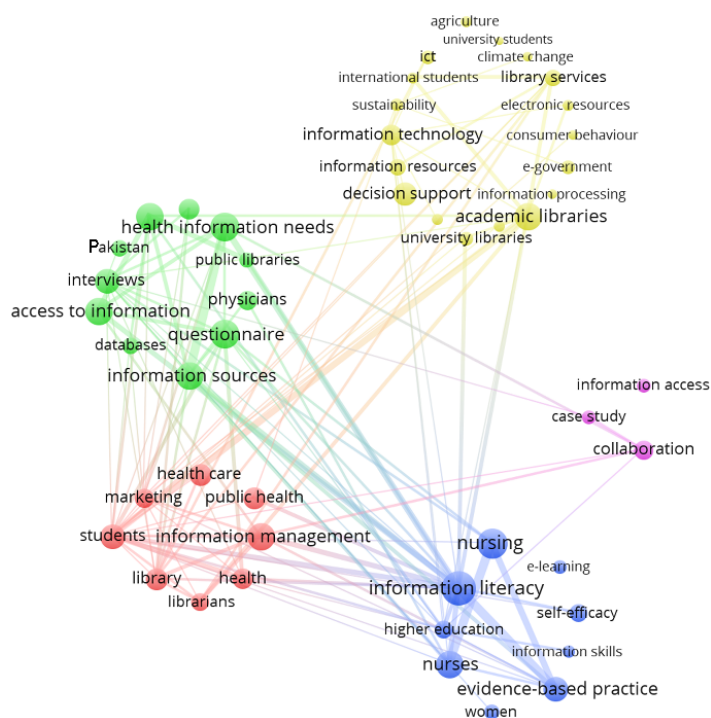 agriculture
university students
ict
climate change
international students
library services
sustainability
electronic resources
information technology
consumer behaviour
information resources
e-government
decision support
information processing
academic libraries
university libraries
health information needs
Pakistan
public libraries
interviews
physicians
access to information
questionnaire
databases
information sources
information access
case study
collaboration
health care
marketing
public health
students
information management
library
health
librarians
nursing
e-learning
information literacy
self-efficacy
higher education
information skills
nurses
evidence-based practice
women